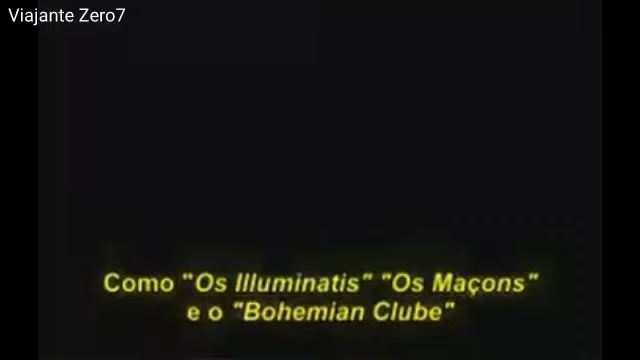 Viajante Zero7
Como "Os Illuminatis" "Os Maçons"
e o "Bohemian Clube"